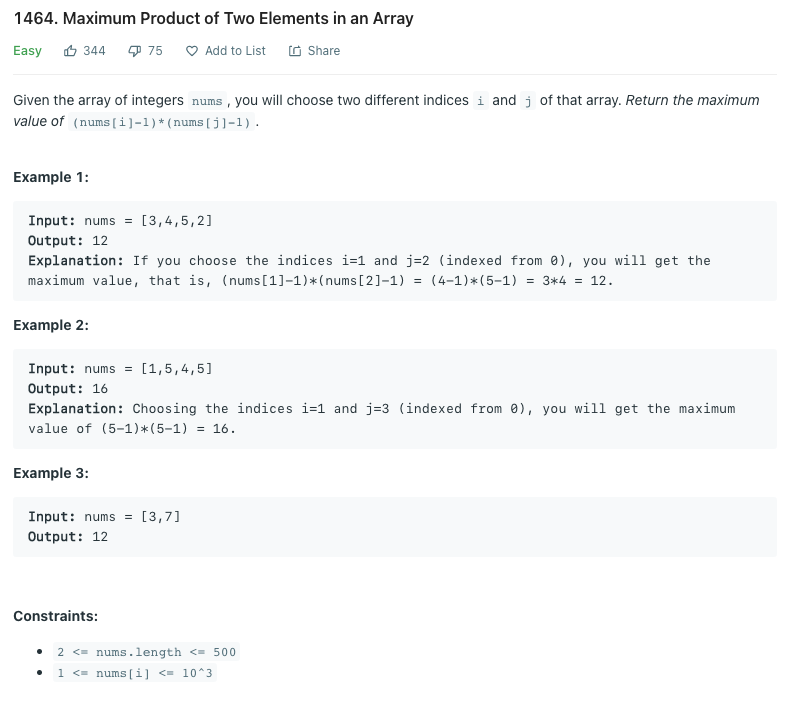 1464. Maximum Product of Two Elements in an Array
Easy 344 75 Add to List Share
Given the array of integers nums , you will choose two different indices i and j of that array. Return the maximum
value of (nums[i]-1)*(nums[j]-1) .
Example 1:
Input: nums = [3,4,5,2]
Output: 12
Explanation: If you choose the indices i=1 and j=2 (indexed from 0), you will get the
maximum value, that is, (nums[1]-1)*(nums[2]-1) = (4-1)*(5-1) = 3*4 = 12.
Example 2:
Input: nums = [1,5,4,5]
Output: 16
Explanation: Choosing the indices i=1 and j=3 (indexed from 0), you will get the maximum
value of (5-1)*(5-1) = 16.
Example 3:
Input: nums = [3,7]
Output: 12
Constraints:
• 2 <= nums.length <= 500
• 1 <= nums[i] <= 10^3